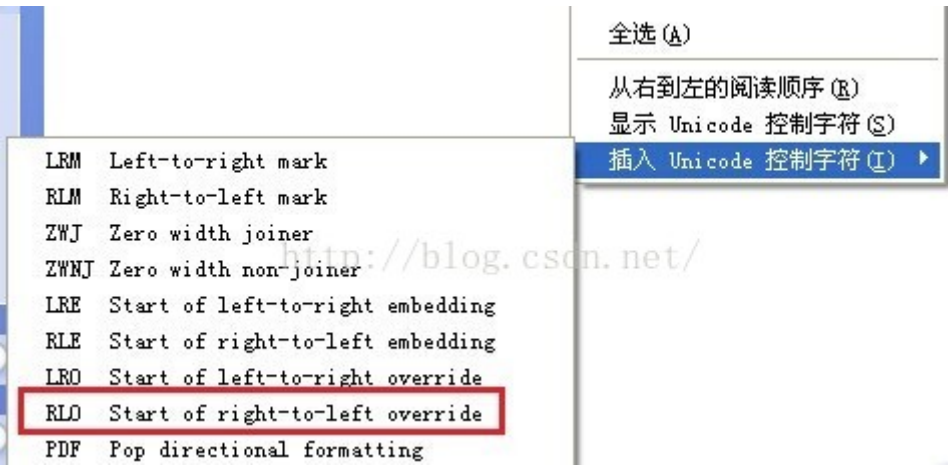 全选(A)
从右到左的阅读顺序(R)
显示 Unicode 控制字符(S)
插入 Unicode 控制字符(I)
LRM Left-to-right mark
RLM Right-to-left mark
ZWJ Zero width joiner
ZWNJ Zero width non-joiner
http://blog.csdn.net/
LRE Start of left-to-right embedding
RLE Start of right-to-left embedding
LRO Start of left-to-right override
RLO Start of right-to-left override
PDF Pop directional formatting